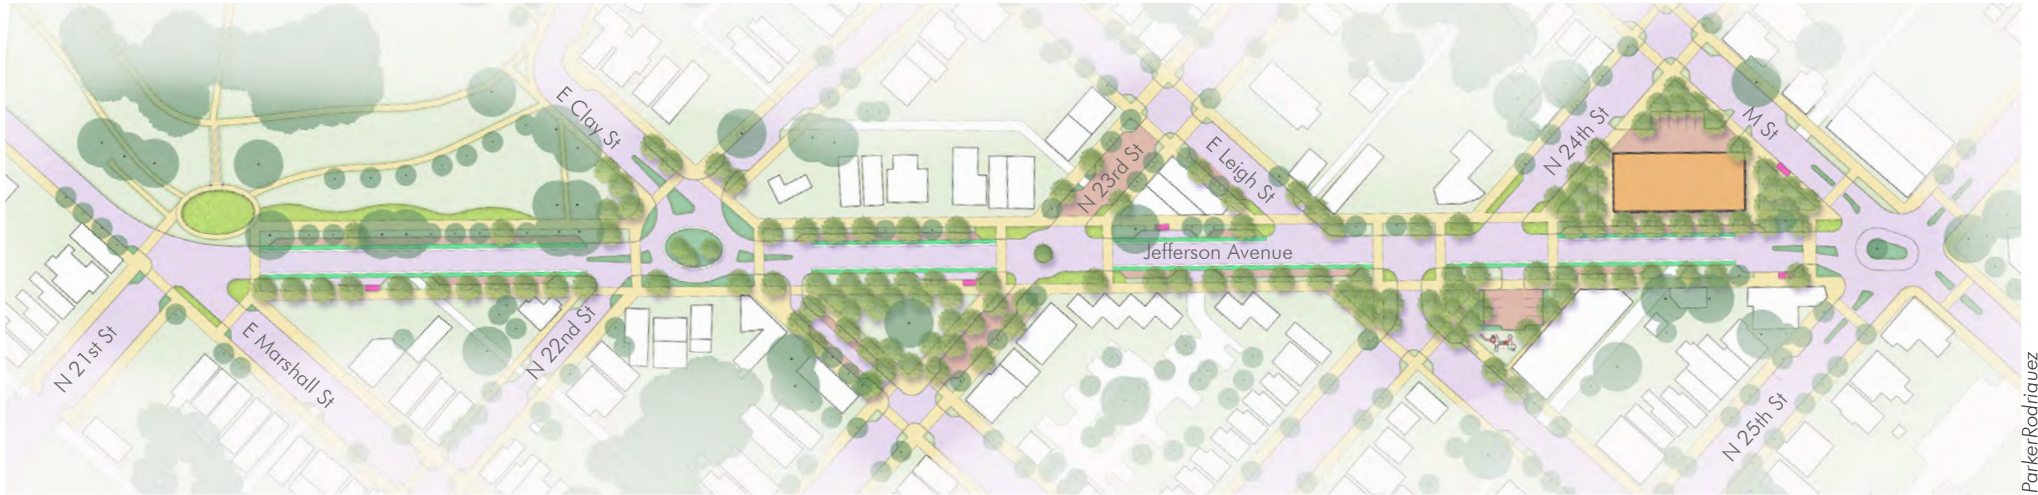 E Clay St
N 24th St
M St
N 23rd St
E Leigh St
Jefferson Avenue
N 21st St
E Marshall St
N 22nd St
N 25th St
ParkerRodriguez